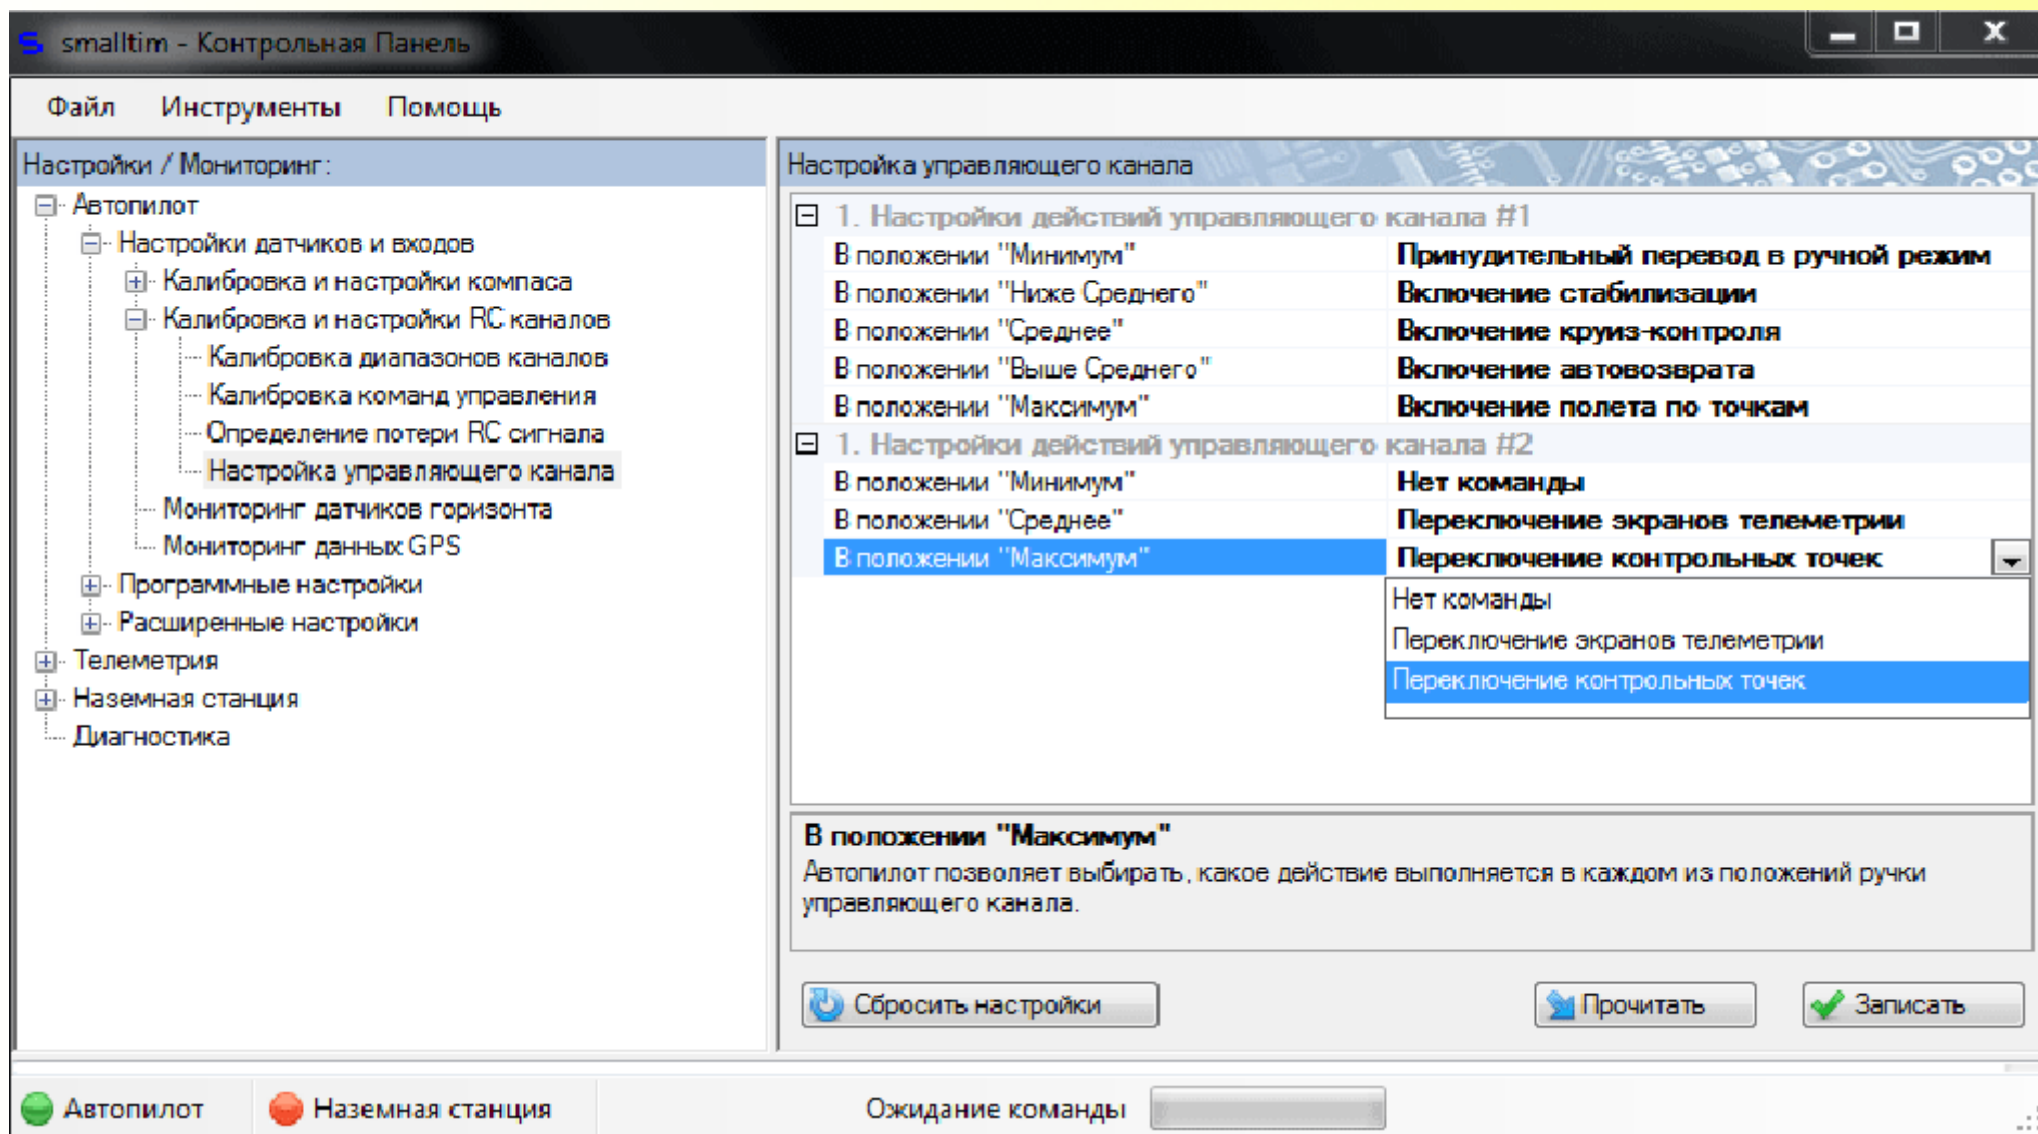 smalltim - Контрольная Панель
Файл Инструменты Помощь
Настройки / Мониторинг:
Автопилот
Настройки датчиков и входов
Калибровка и настройки компаса
Калибровка и настройки RC каналов
Калибровка диапазонов каналов
Калибровка команд управления
Определение потери RC сигнала
Настройка управляющего канала
Мониторинг датчиков горизонта
Мониторинг данных GPS
Программные настройки
Расширенные настройки
Телеметрия
Наземная станция
Диагностика
Настройка управляющего канала
1. Настройки действий управляющего канала #1
В положении "Минимум" Принудительный перевод в ручной режим
В положении "Ниже Среднего" Включение стабилизации
В положении "Среднее" Включение круиз-контроля
В положении "Выше Среднего" Включение автовозврата
В положении "Максимум" Включение полета по точкам
1. Настройки действий управляющего канала #2
В положении "Минимум" Нет команды
В положении "Среднее" Переключение экранов телеметрии
В положении "Максимум" Переключение контрольных точек
Нет команды
Переключение экранов телеметрии
Переключение контрольных точек
В положении "Максимум"
Автопилот позволяет выбирать, какое действие выполняется в каждом из положений ручки
управляющего канала.
Сбросить настройки Прочитать Записать
Автопилот Наземная станция Ожидание команды